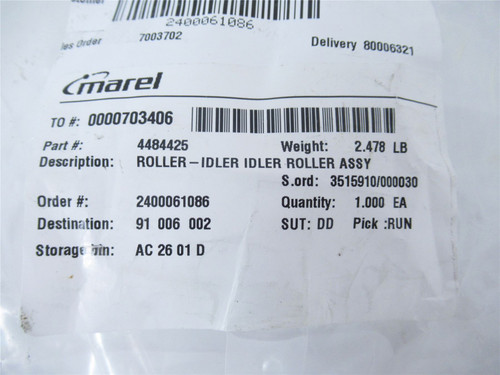 2400061086
les Order 7003702 Delivery 80006321
marel
TO #: 0000703406
Part #: 4484425 Weight: 2.478 LB
Description: ROLLER-IDLER IDLER ROLLER ASSY
S.ord: 3515910/000030
Order #: 2400061086 Quantity: 1.000 EA
Destination: 91 006 002 SUT: DD Pick :RUN
Storage bin: AC 26 01 D